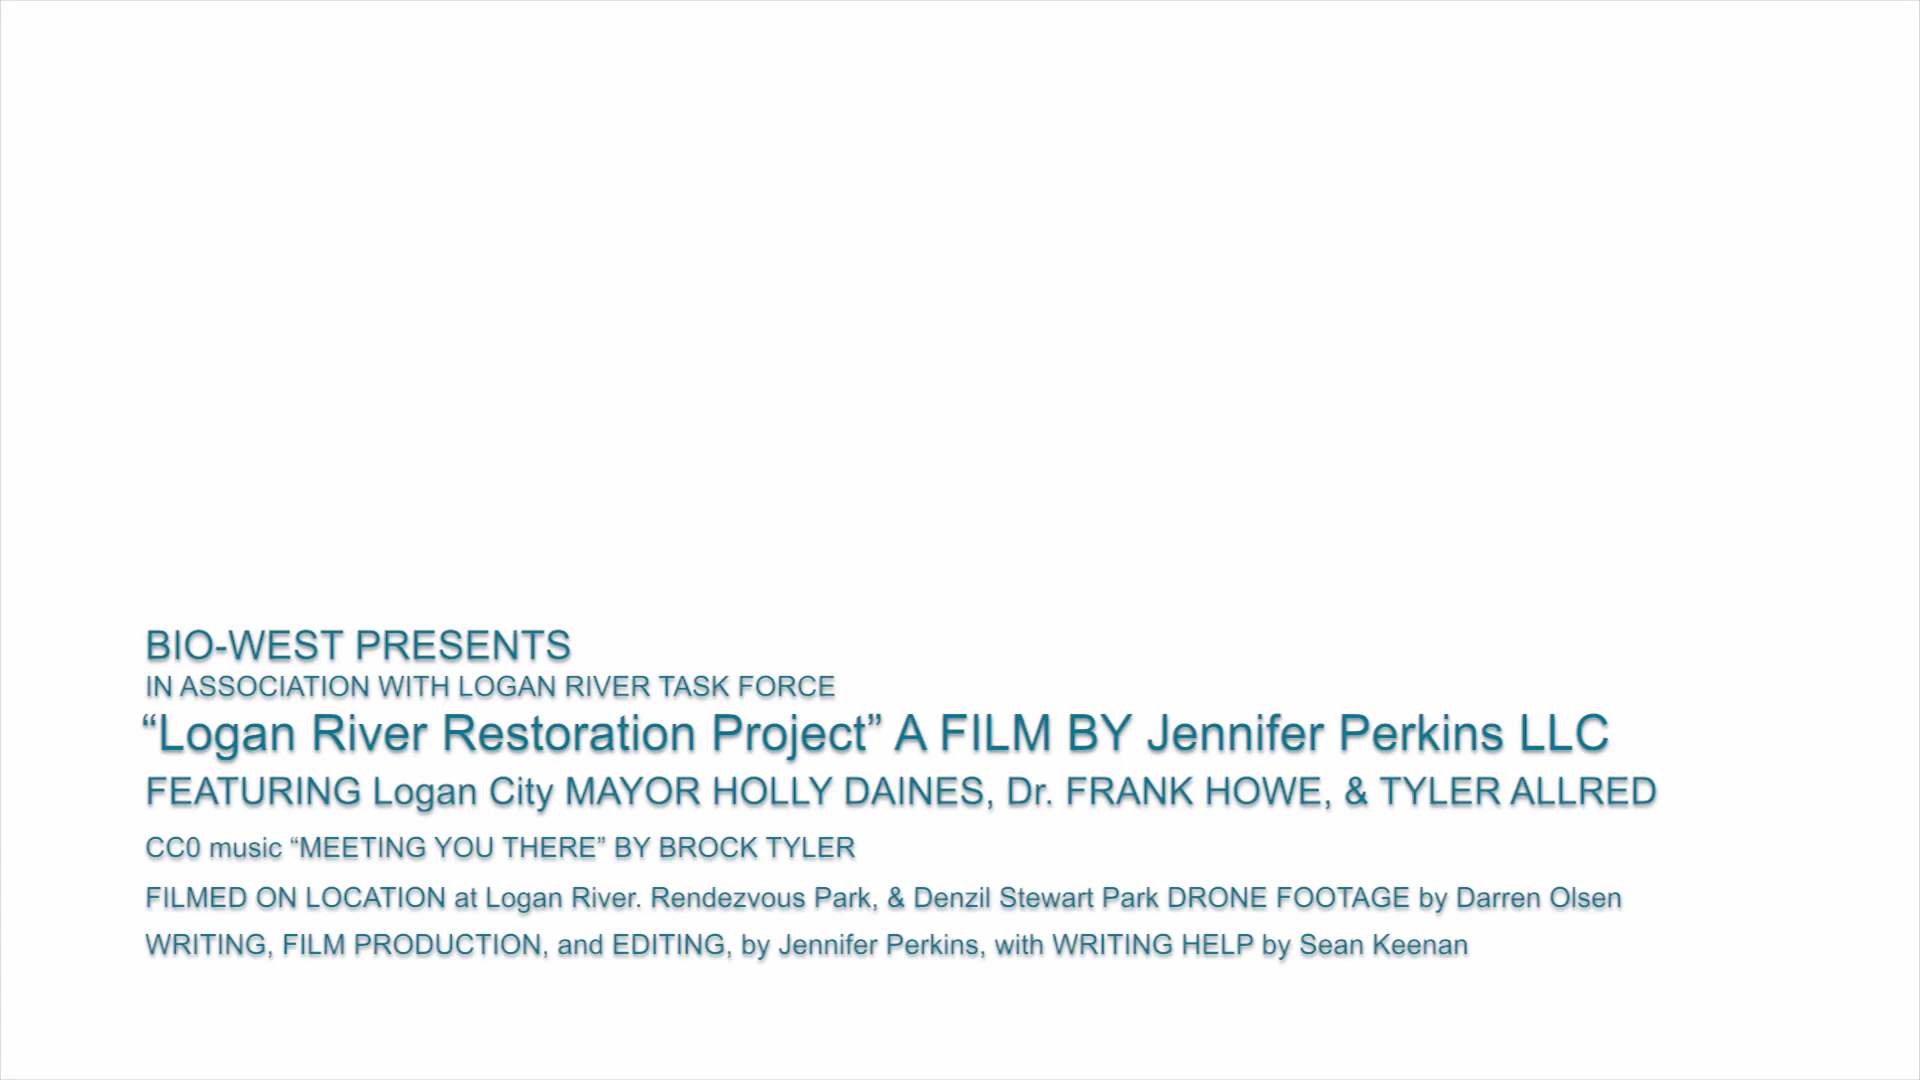 BIO-WEST PRESENTS
IN ASSOCIATION WITH LOGAN RIVER TASK FORCE
“Logan River Restoration Project” A FILM BY Jennifer Perkins LLC
FEATURING Logan City MAYOR HOLLY DAINES, Dr. FRANK HOWE, & TYLER ALLRED
CC0 music “MEETING YOU THERE” BY BROCK TYLER
FILMED ON LOCATION at Logan River. Rendezvous Park, & Denzil Stewart Park DRONE FOOTAGE by Darren Olsen
WRITING, FILM PRODUCTION, and EDITING, by Jennifer Perkins, with WRITING HELP by Sean Keenan